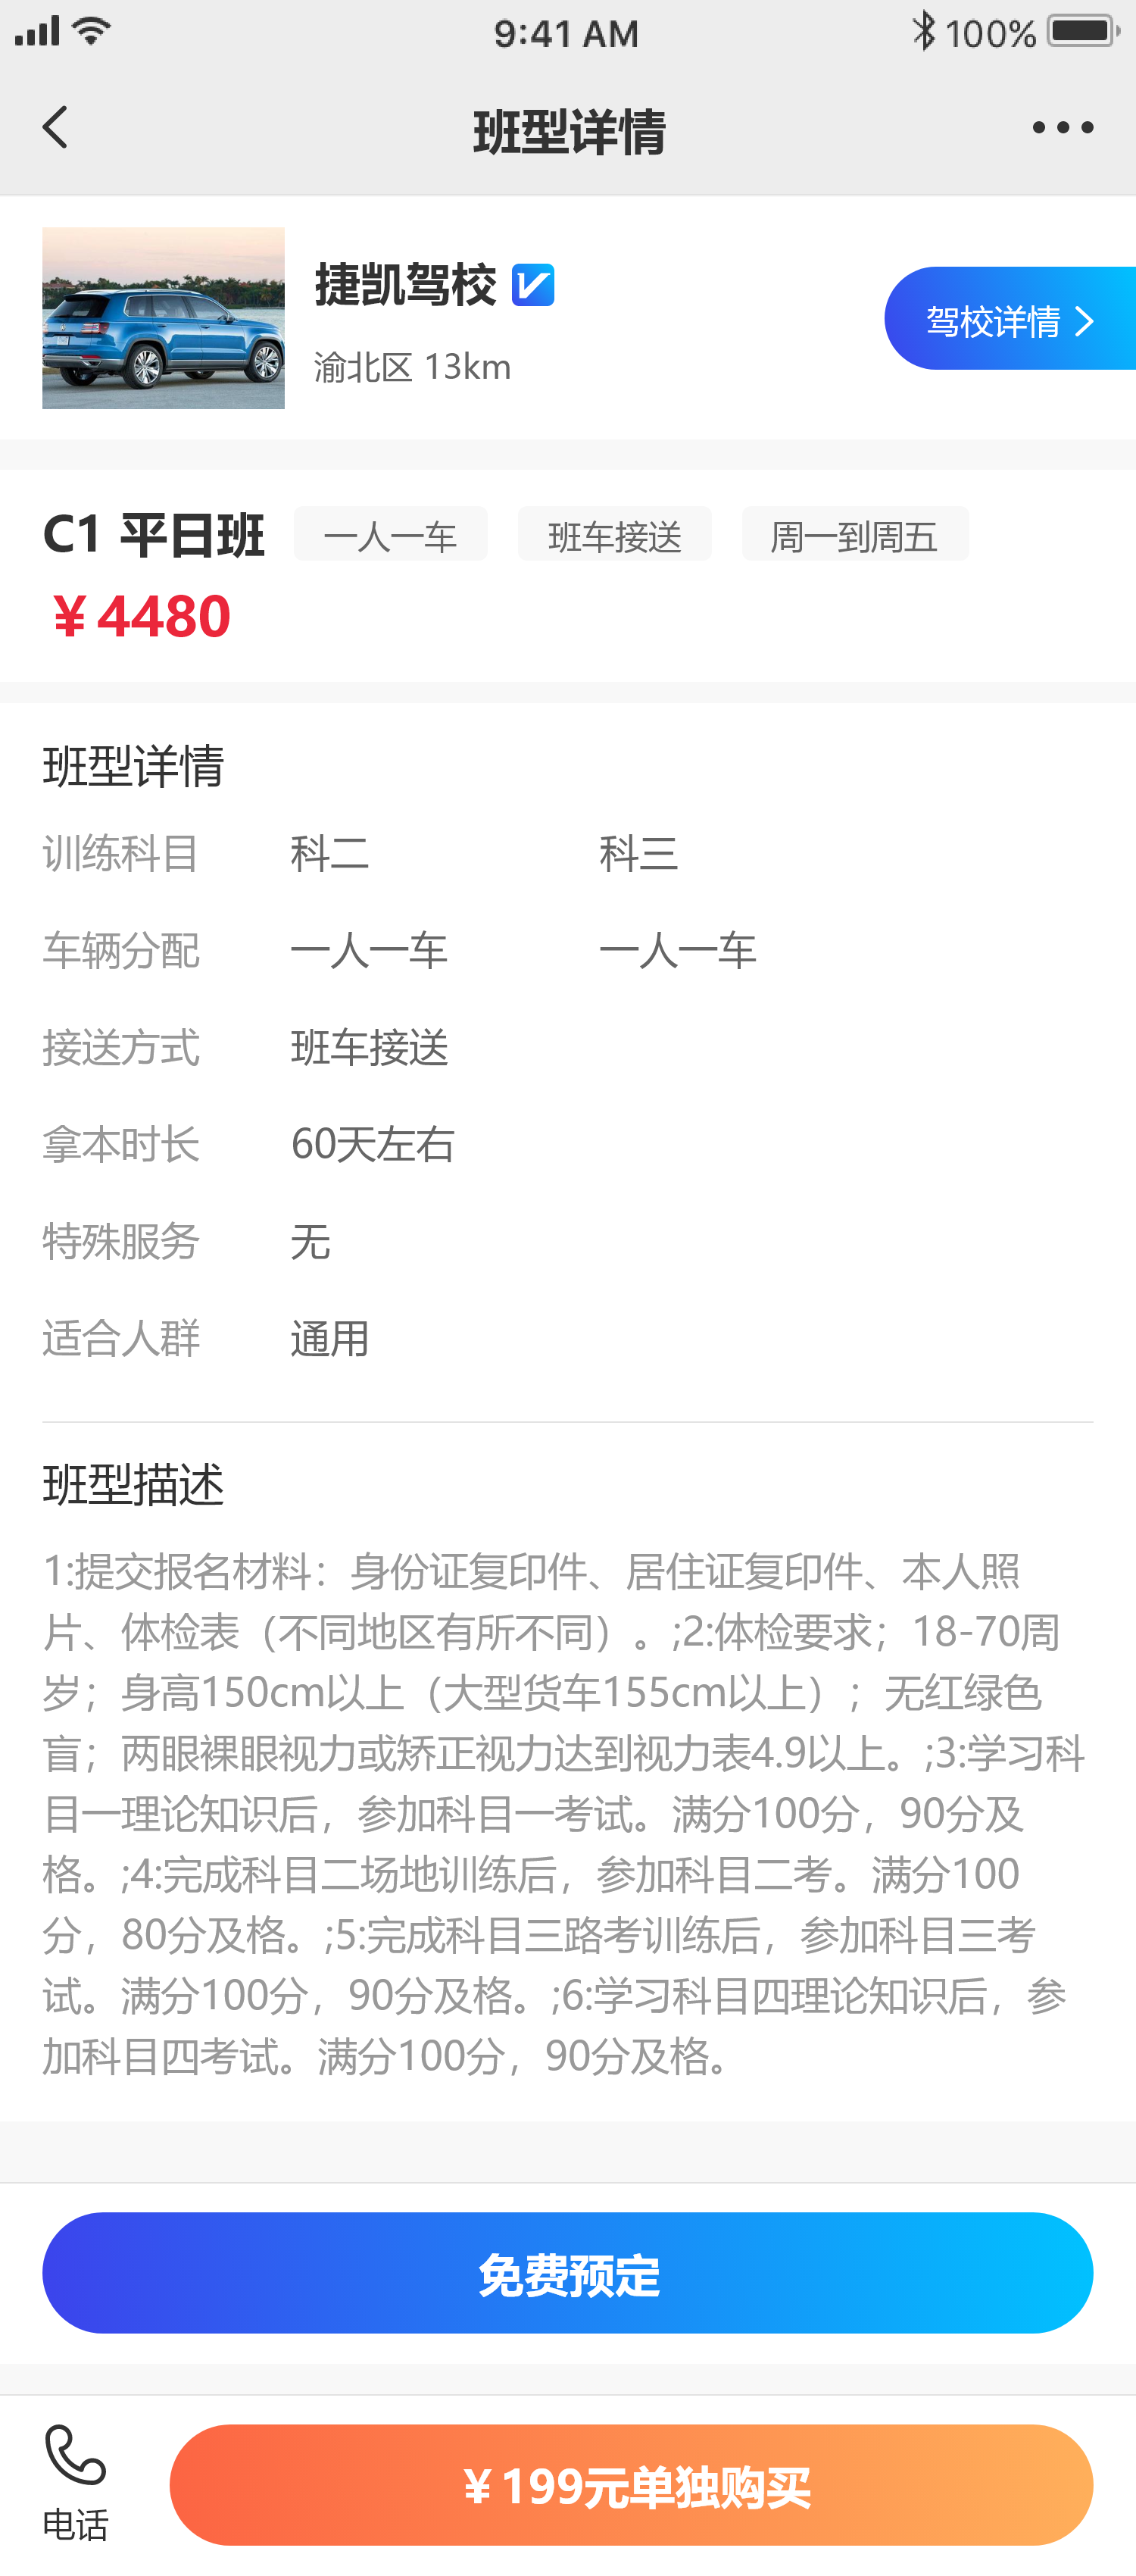 9:41 AM 100%
班型详情
捷凯驾校
渝北区 13km
驾校详情
C1 平日班 一人一车 班车接送 周一到周五
¥4480
班型详情
训练科目 科二 科三
车辆分配 一人一车 一人一车
接送方式 班车接送
拿本时长 60天左右
特殊服务 无
适合人群 通用
班型描述
1:提交报名材料：身份证复印件、居住证复印件、本人照
片、体检表（不同地区有所不同）。;2:体检要求；18-70周
岁；身高150cm以上（大型货车155cm以上）；无红绿色
盲；两眼裸眼视力或矫正视力达到视力表4.9以上。;3:学习科
目一理论知识后，参加科目一考试。满分100分，90分及
格。;4:完成科目二场地训练后，参加科目二考。满分100
分，80分及格。;5:完成科目三路考训练后，参加科目三考
试。满分100分，90分及格。;6:学习科目四理论知识后，参
加科目四考试。满分100分，90分及格。
免费预定
电话
¥199元单独购买